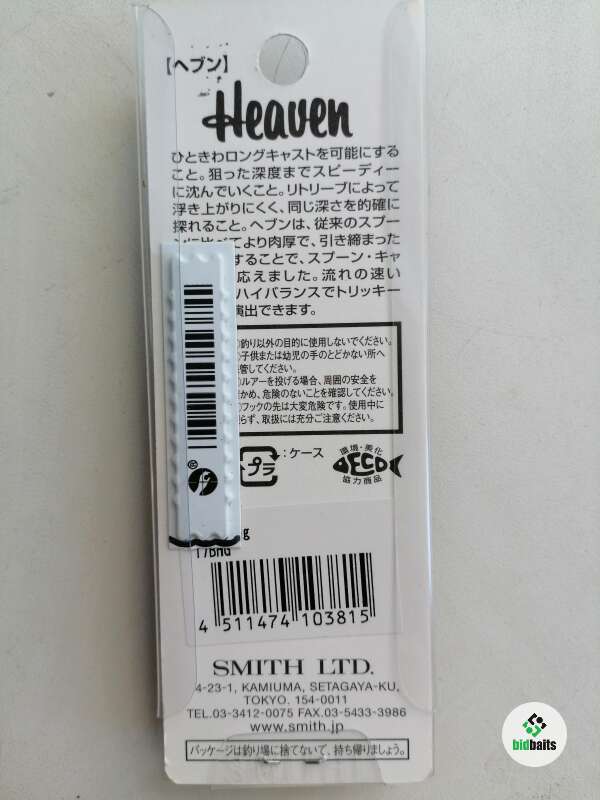 【ヘブン】
Heaven
ひときわロングキャストを可能にする
こと。狙った深度までスピーディー
に沈んでいくこと。リトリーブによって
浮き上がりにくく、同じ深さを的確に
探れること。ヘブンは、従来のスプー
ンに比べてより肉厚で、引き締まった
することで、スプーン・キャ
応えました。流れの速い
ハイバランスでトリッキー
演出できます。
釣り以外の目的に使用しないでください。
子供または幼児の手のとどかない所へ
管してください。
ルアーを投げる場合、周囲の安全を
かめ、危険のないことを確認してください。
フックの先は大変危険です。使用中に
らず、取扱には充分ご注意ください。
プラ
:ケース
環境・美化
ECO
協力商品
®
g
17BHG
4 511474 103815
SMITH LTD.
4-23-1, KAMIUMA, SETAGAYA-KU,
TOKYO. 154-0011
TEL.03-3412-0075 FAX.03-5433-3986
www.smith.jp
パッケージは釣り場に捨てないで、持ち帰りましょう。
bidbaits